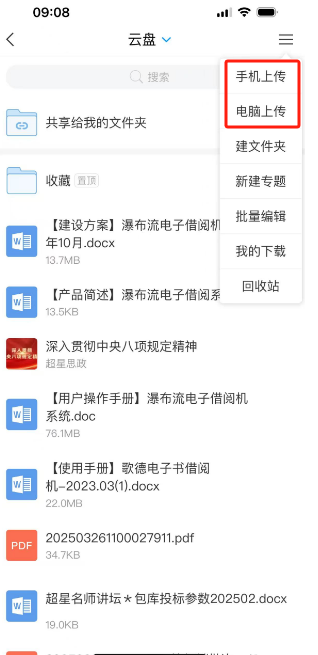 09:08
云盘
搜索
手机上传
电脑上传
建文件夹
新建专题
批量编辑
我的下载
回收站
共享给我的文件夹
收藏 置顶
【建设方案】瀑布流电子借阅机
年10月.docx
13.7MB
【产品简述】瀑布流电子借阅系
13.5KB
深入贯彻中央八项规定精神
超星思政
【用户操作手册】瀑布流电子借阅机
系统.doc
76.1MB
【使用手册】歌德电子书借阅
机-2023.03(1).docx
22.0MB
PDF
202503261100027911.pdf
34.7KB
超星名师讲坛*包库投标参数202502.docx
19.0KB